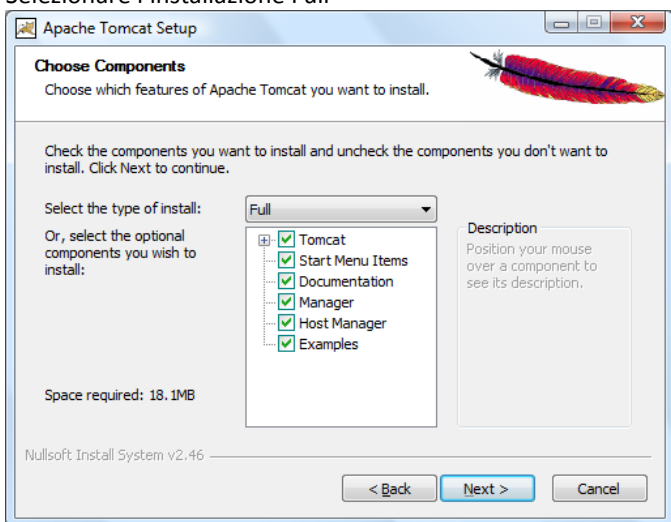 Selezionare l'installazione Full
Apache Tomcat Setup
Choose Components
Choose which features of Apache Tomcat you want to install.
Check the components you want to install and uncheck the components you don't want to
install. Click Next to continue.
Select the type of install:
Full
Or, select the optional
components you wish to
install:
Tomcat
Start Menu Items
Documentation
Manager
Host Manager
Examples
Description
Position your mouse
over a component to
see its description.
Space required: 18.1MB
Nullsoft Install System v2.46
< Back
Next >
Cancel